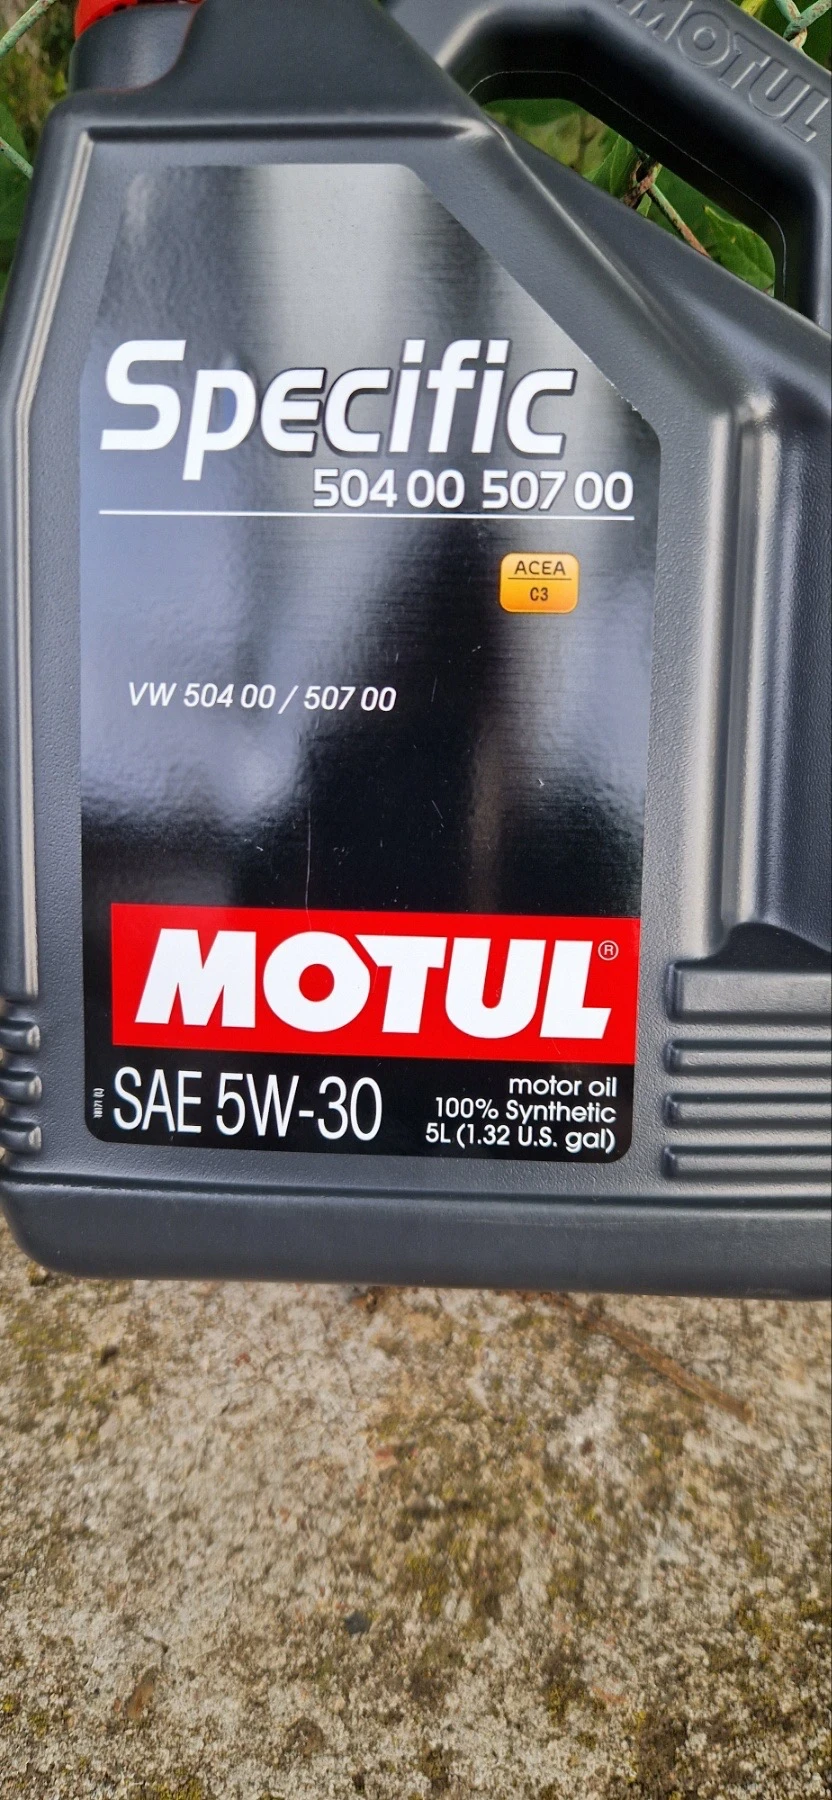 MOTUL
Specific
504 00 507 00
ACEA
C3
VW 504 00 / 507 00
MOTUL®
SAE 5W-30
motor oil
100% Synthetic
5L (1.32 U.S. gal)